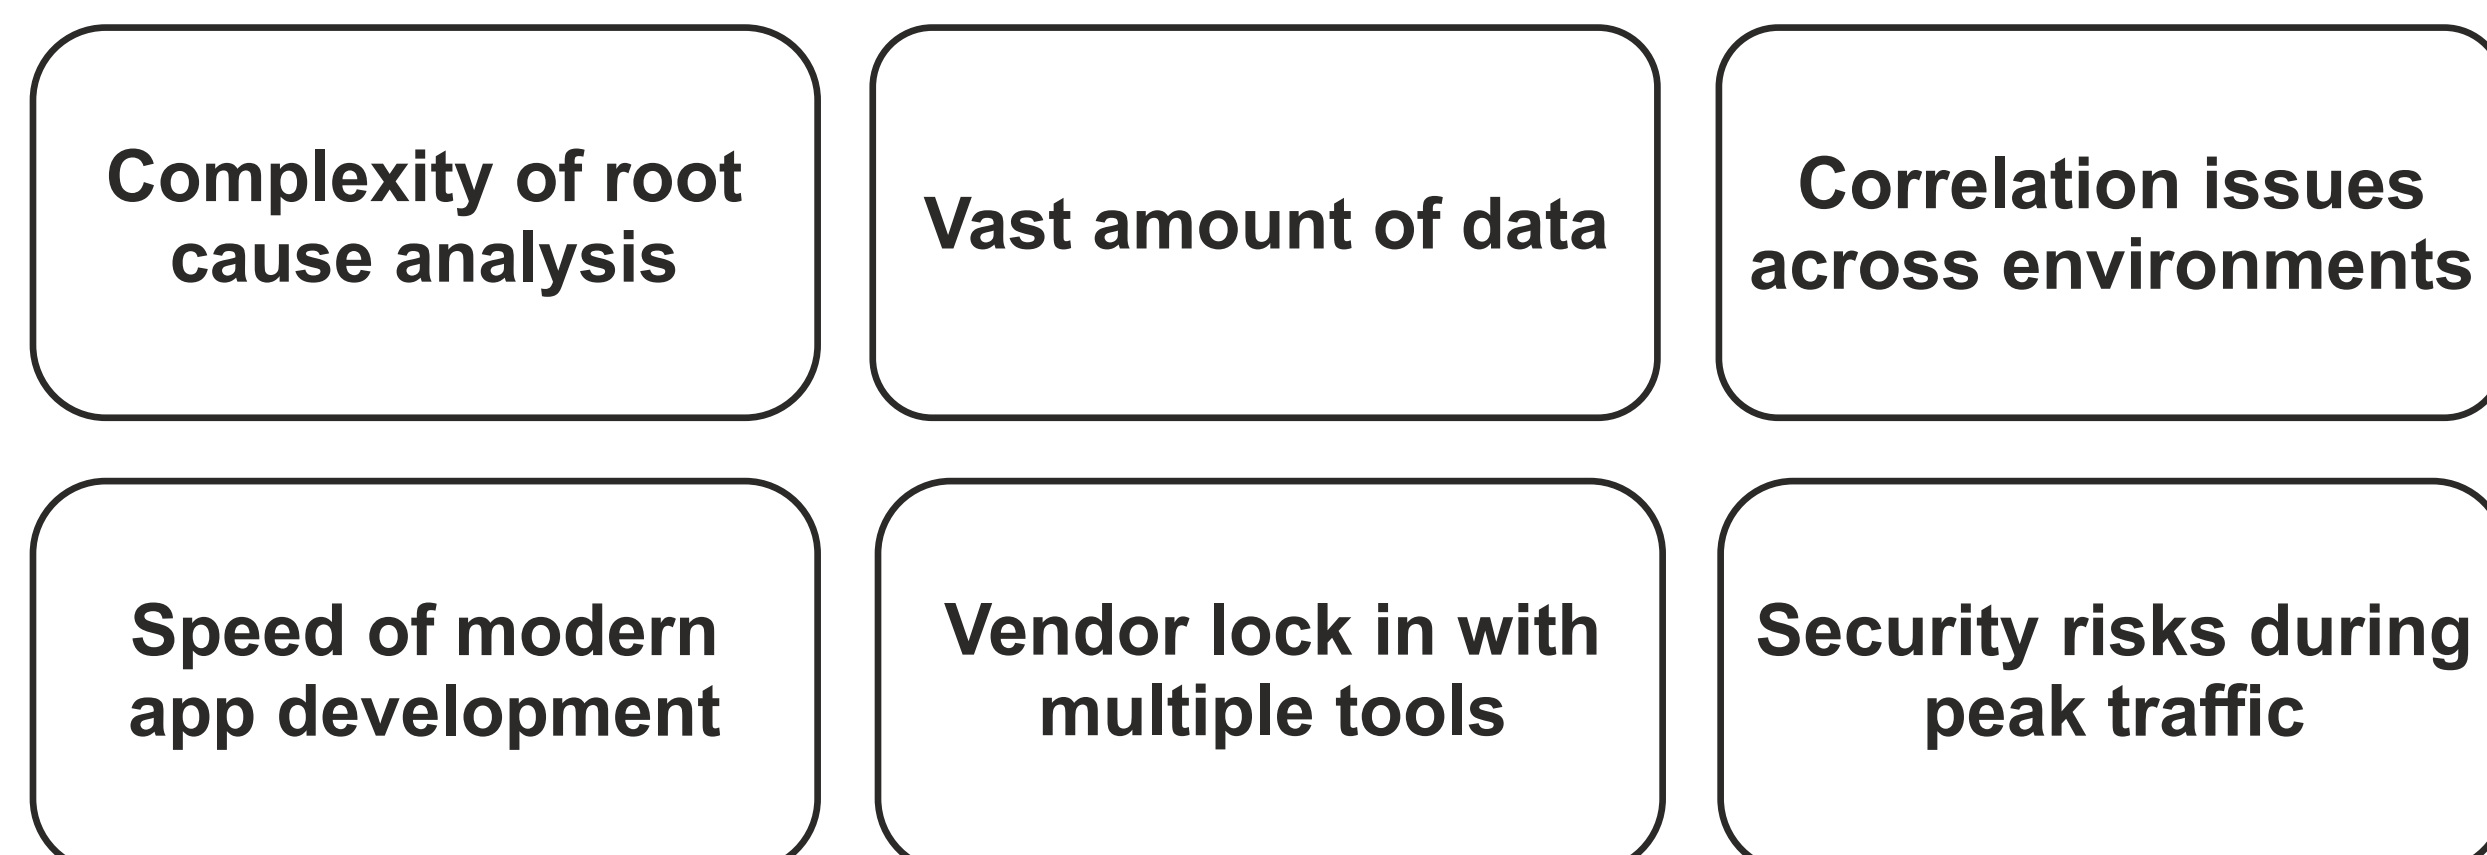 Complexity of root
cause analysis
Vast amount of data
Correlation issues
across environments
Speed of modern
app development
Vendor lock in with
multiple tools
Security risks during
peak traffic